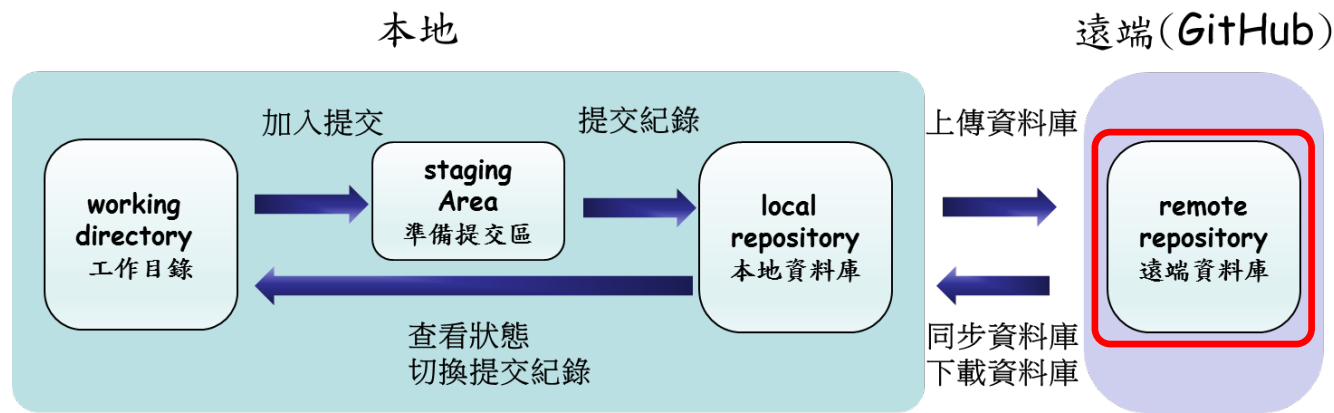 本地
遠端(GitHub)
加入提交
提交紀錄
上傳資料庫
working
directory
工作目錄
staging
Area
準備提交區
local
repository
本地資料庫
remote
repository
遠端資料庫
查看狀態
切換提交紀錄
同步資料庫
下載資料庫